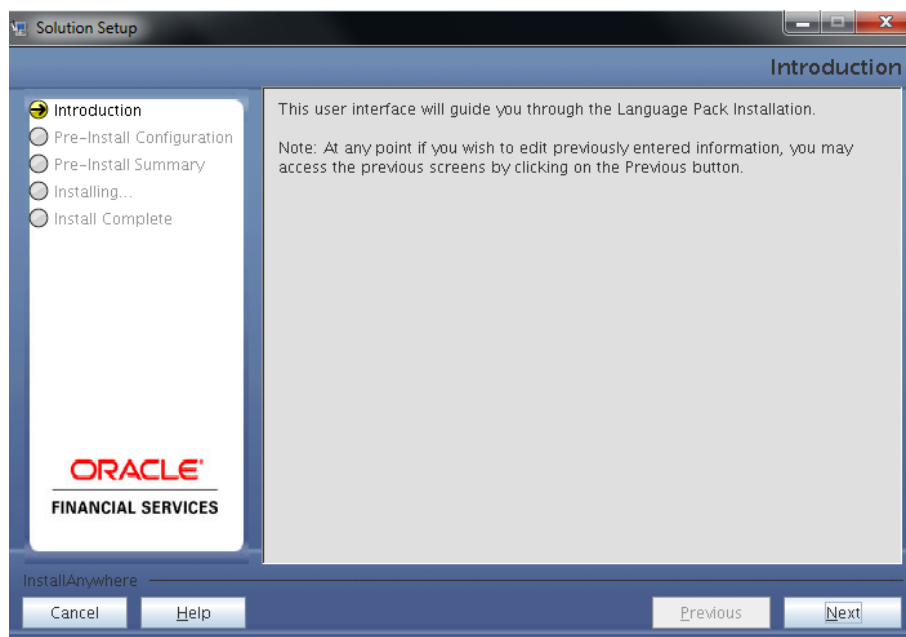 Solution Setup
Introduction
Introduction
Pre-Install Configuration
Pre-Install Summary
Installing...
Install Complete
ORACLE'
FINANCIAL SERVICES
This user interface will guide you through the Language Pack Installation.
Note: At any point if you wish to edit previously entered information, you may
access the previous screens by clicking on the Previous button.
InstallAnywhere
Cancel
Help
Previous
Next